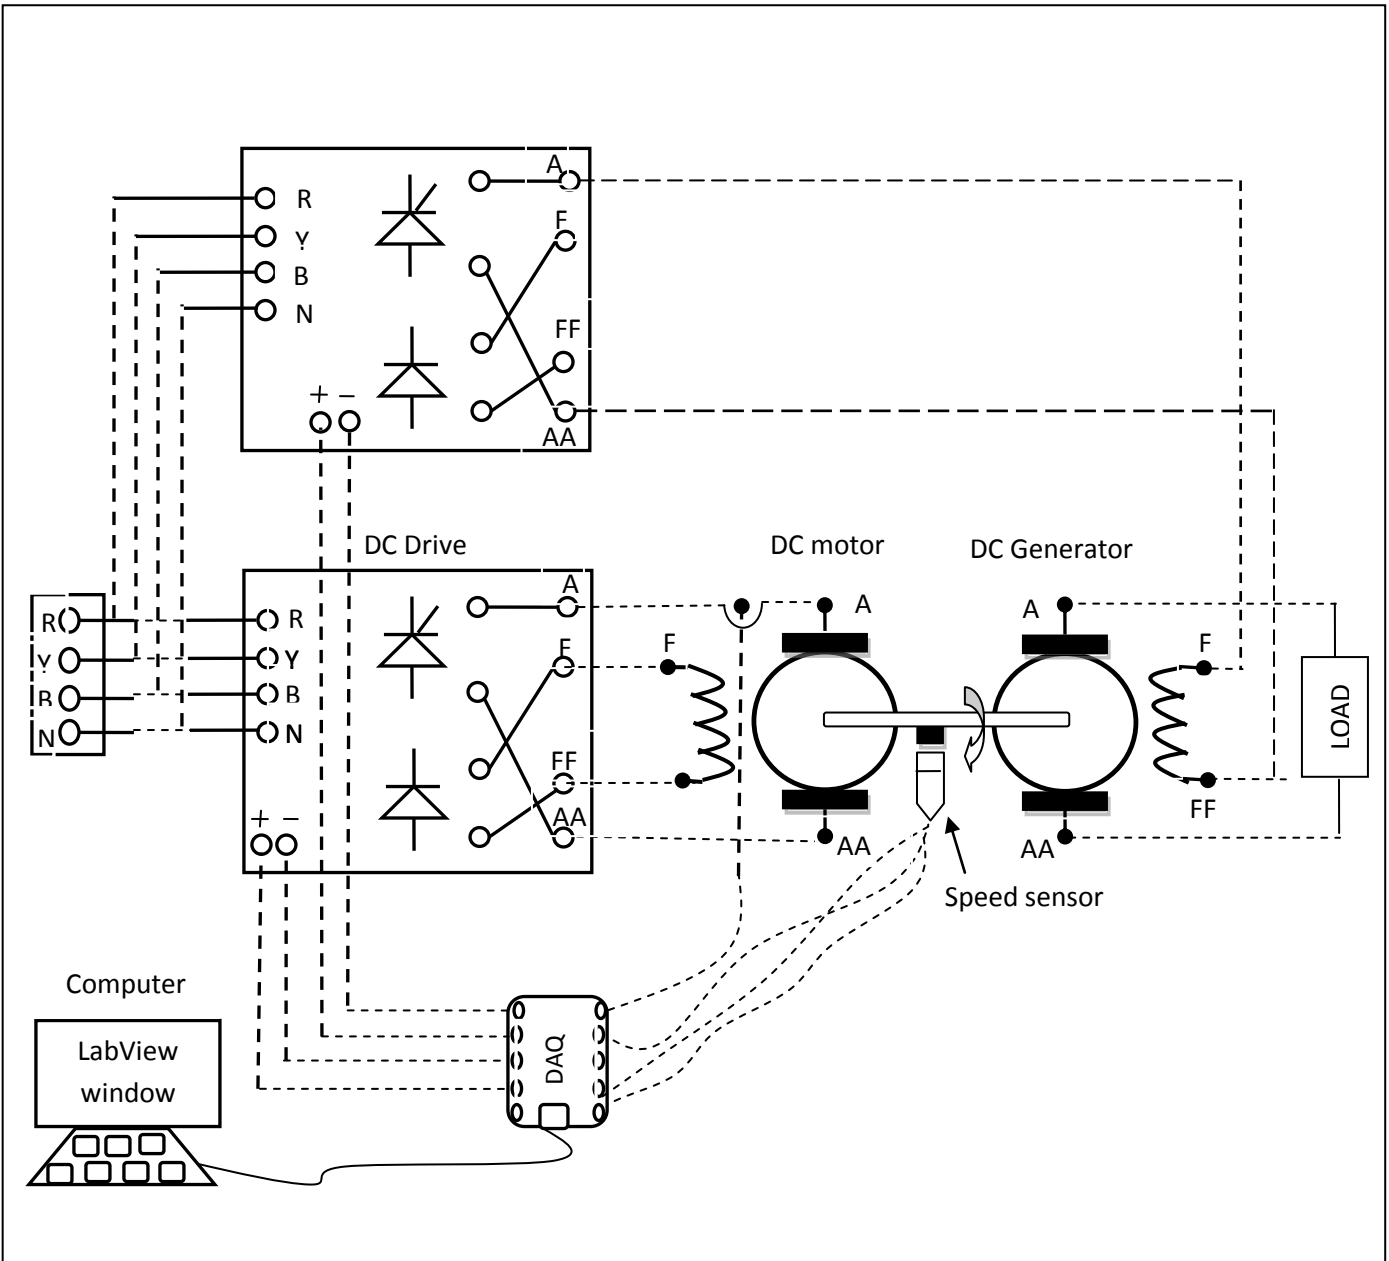 A
R
F
Y
B
N
FF
+ −
AA
DC Drive
DC motor
DC Generator
A
A
A
R
R
F
F
F
Y
Y
B
B
N
N
LOAD
FF
FF
+ −
AA
AA
AA
Speed sensor
Computer
LabView
window
DAQ